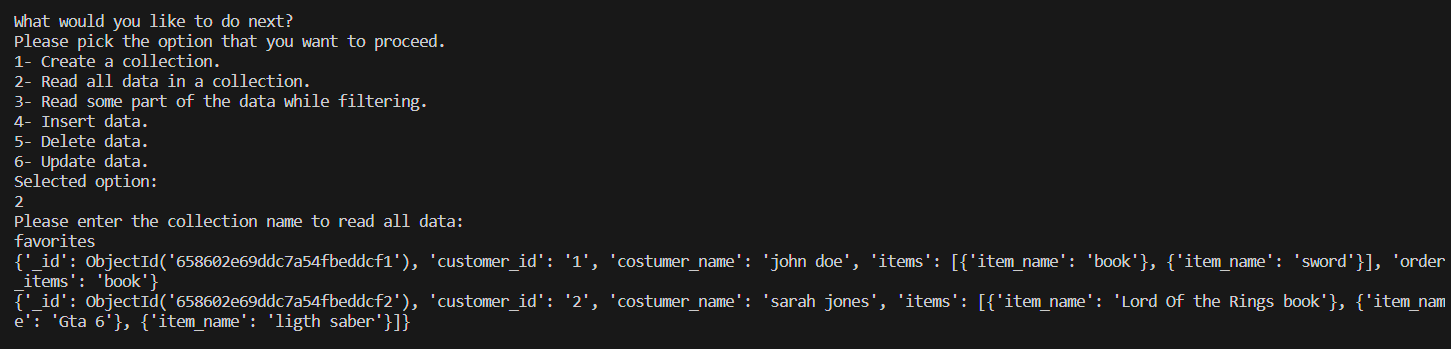 What would you like to do next?
Please pick the option that you want to proceed.
1- Create a collection.
2- Read all data in a collection.
3- Read some part of the data while filtering.
4- Insert data.
5- Delete data.
6- Update data.
Selected option:
2
Please enter the collection name to read all data:
favorites
{'_id': ObjectId('658602e69ddc7a54fbeddcf1'), 'customer_id': '1', 'costumer_name': 'john doe', 'items': [{'item_name': 'book'}, {'item_name': 'sword'}], 'order
_items': 'book'}
{'_id': ObjectId('658602e69ddc7a54fbeddcf2'), 'customer_id': '2', 'costumer_name': 'sarah jones', 'items': [{'item_name': 'Lord Of the Rings book'}, {'item_nam
e': 'Gta 6'}, {'item_name': 'ligth saber'}]}